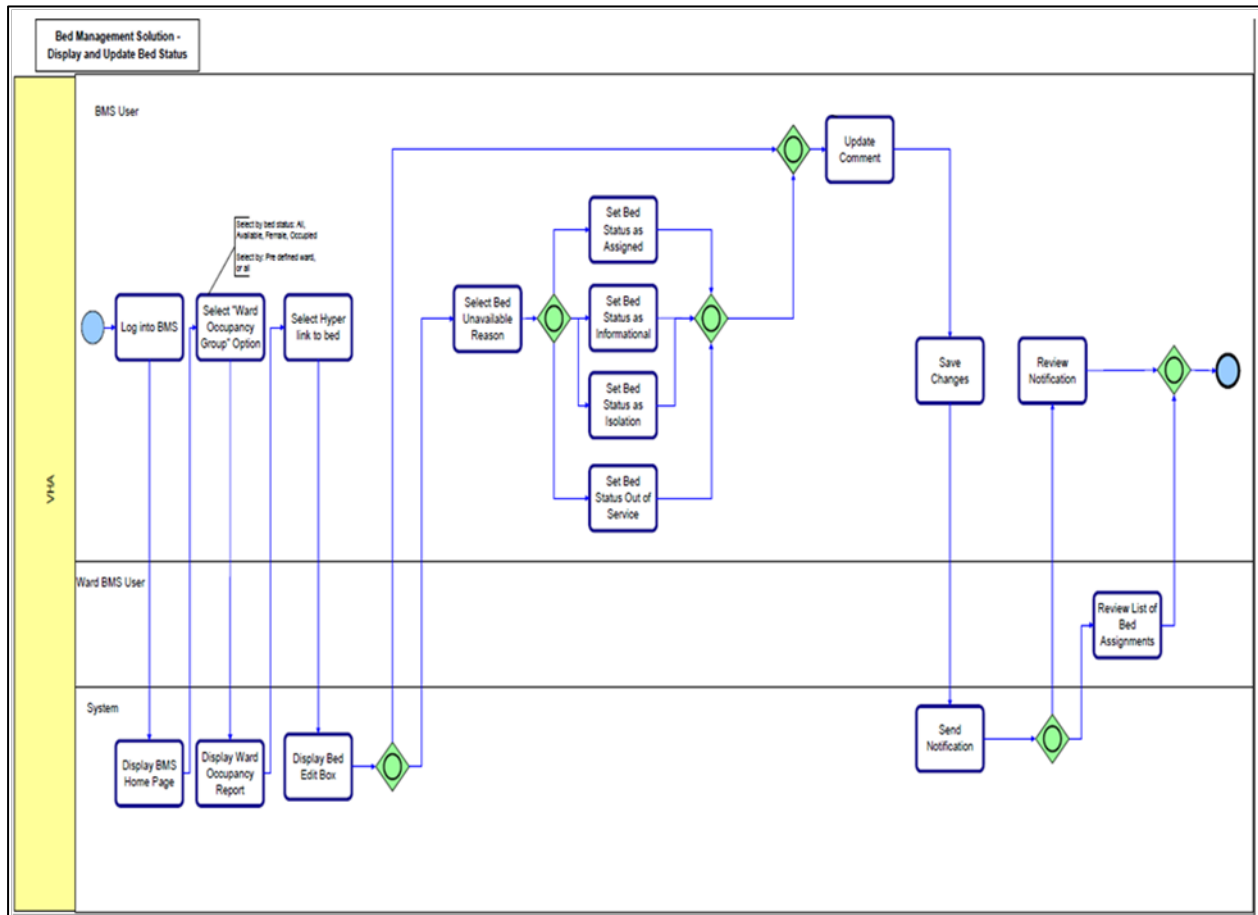 Bed Management Solution -
Display and Update Bed Status
VHA
BMS User
Update
Comment
Set Bed
Status as
Assigned
Select by bed status: All,
Available, Female, Occupied
Select by: Pre defined ward,
or all
Log into BMS
Select "Ward
Occupancy
Group" Option
Select Hyper
link to bed
Select Bed
Unavailable
Reason
Set Bed
Status as
Informational
Save
Changes
Review
Notification
Set Bed
Status as
Isolation
Set Bed
Status Out of
Service
Ward BMS User
Review List of
Bed
Assignments
System
Display BMS
Home Page
Display Ward
Occupancy
Report
Display Bed
Edit Box
Send
Notification